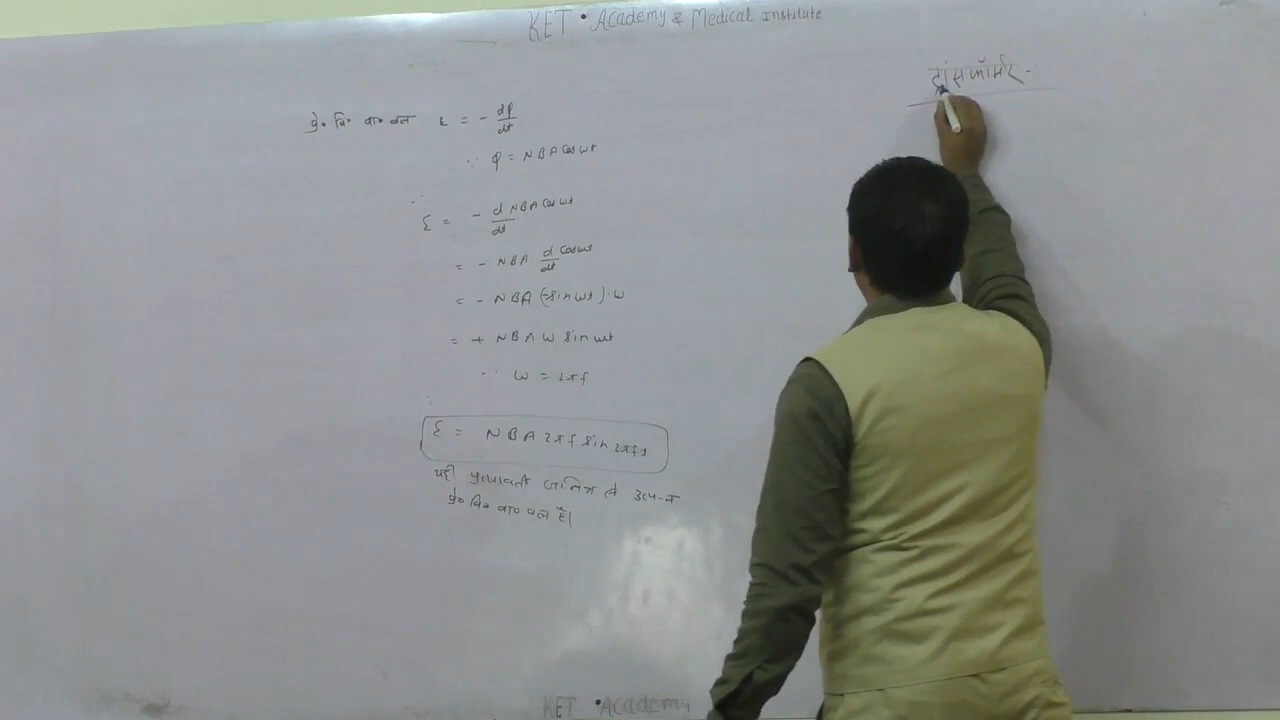 KET • Academy & Medical Institute
प्रे० वि० वा० बल ε = - dφ/dt
∵ φ = NBA cos ωt
∴
ε = - d NBA cos ωt/dt
= - NBA d cos ωt/dt
= - NBA (-sin ωt) · ω
= + NBA ω sin ωt
∵ ω = 2πf
ε = NBA 2πf sin 2πft
यही प्रत्यावर्ती जनित्र से उत्पन्न
प्रे० वि० वा० बल है।
ट्रांसफॉर्मर -
KET • Academy